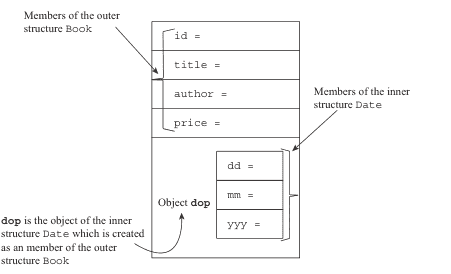 Members of the outer
structure Book
id =
title =
author =
price =
Members of the inner
structure Date
dd =
mm =
yyy =
Object dop
dop is the object of the inner
structure Date which is created
as an member of the outer
structure Book